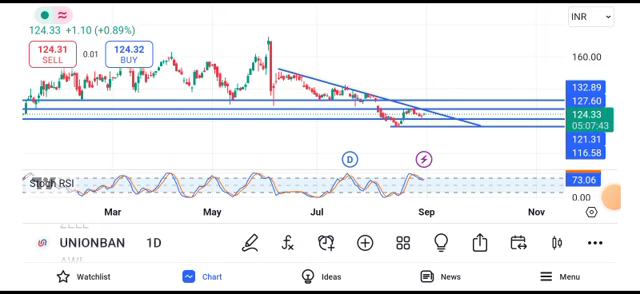 INR
124.33 +1.10 (+0.89%)
124.31
SELL
0.01
124.32
BUY
160.00
132.89
127.60
124.33
05:07:43
121.31
116.58
D
Stoch RSI
73.06
0.00
Mar May Jul Sep Nov
UNIONBAN 1D
Watchlist Chart Ideas News Menu